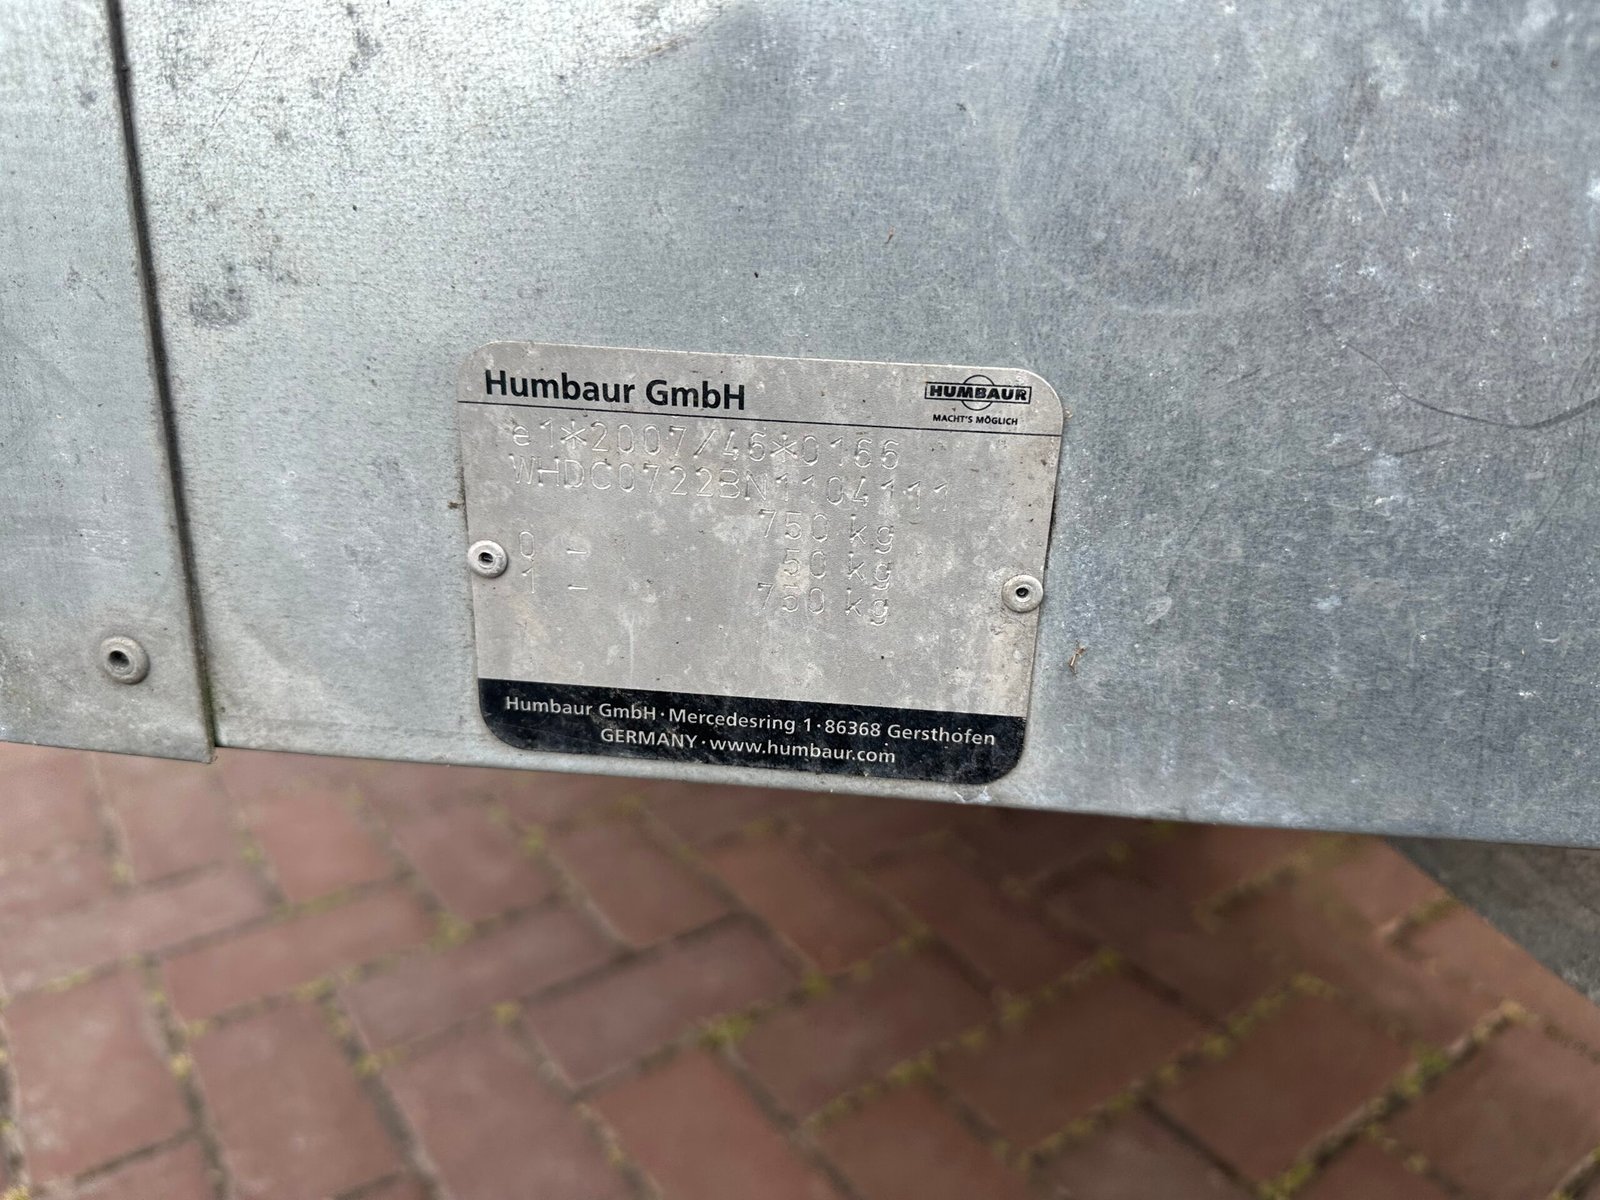 Humbaur GmbH
HUMBAUR
MACHT'S MÖGLICH
e1*2007/46*0166
WHDC0722BN1104111
750 kg
0 - 50 kg
1 - 750 kg
Humbaur GmbH · Mercedesring 1 · 86368 Gersthofen
GERMANY · www.humbaur.com